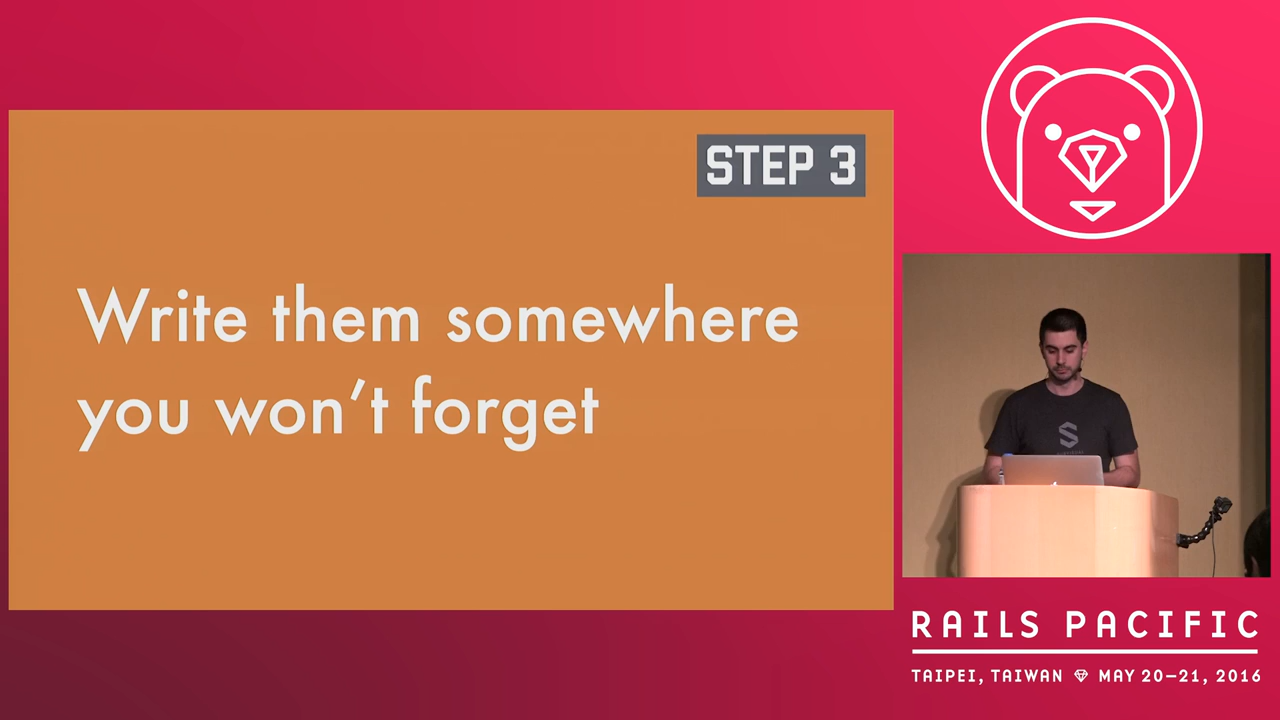 STEP 3
Write them somewhere
you won’t forget
S
RAILS PACIFIC
TAIPEI, TAIWAN MAY 20–21, 2016